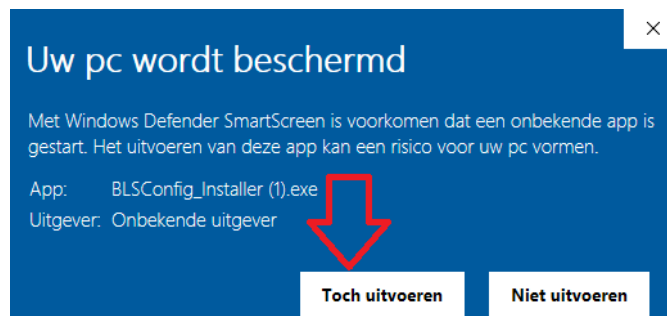 Uw pc wordt beschermd
Met Windows Defender SmartScreen is voorkomen dat een onbekende app is
gestart. Het uitvoeren van deze app kan een risico voor uw pc vormen.
App: BLSConfig_Installer (1).exe
Uitgever: Onbekende uitgever
Toch uitvoeren Niet uitvoeren